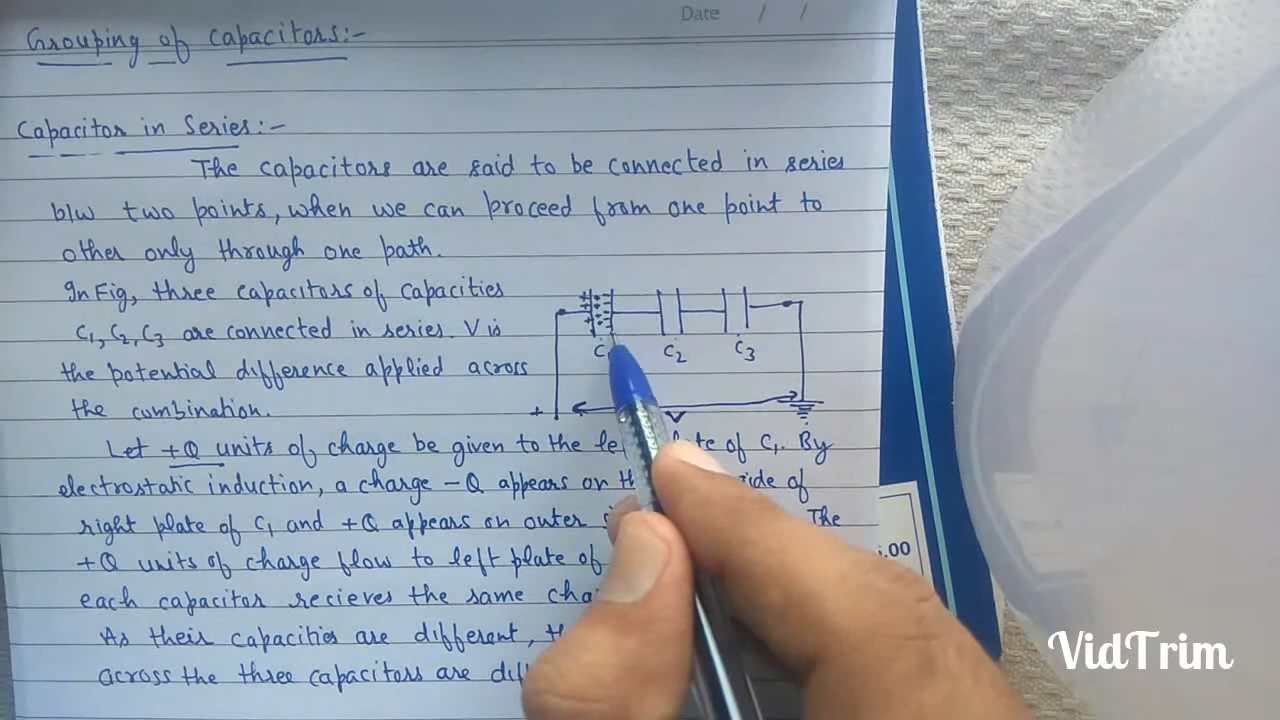 Date / /
Grouping of Capacitors:-
Capacitor in Series:-
The capacitors are said to be connected in series
b/w two points, when we can proceed from one point to
other only through one path.
In Fig, three capacitors of capacities
C1, C2, C3 are connected in series. V is
the potential difference applied across
the combination.
C C2 C3
+ V
Let +Q units of charge be given to the of C1. By
electrostatic induction, a charge -Q appears on of
right plate of C1 and +Q appears on outer The
+Q units of charge flow to left plate of
each capacitor recieves the same
As their capacities are different,
across the three capacitors are
.00
VidTrim